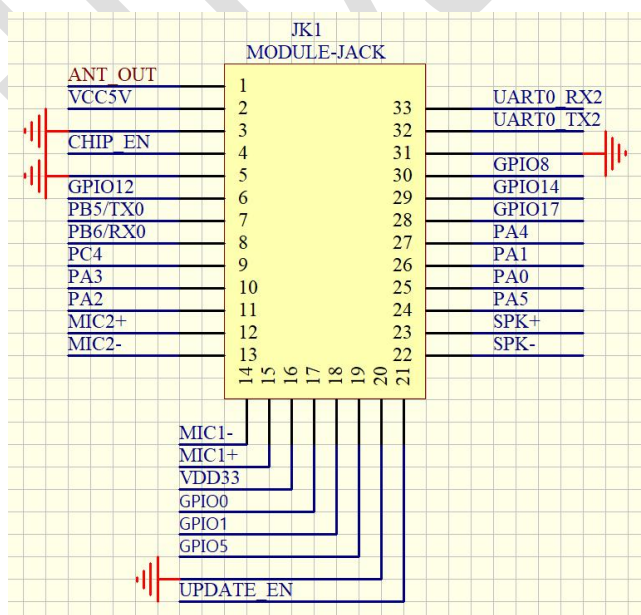 JK1
MODULE-JACK
ANT_OUT 1
VCC5V 2
3
CHIP_EN 4
5
GPIO12 6
PB5/TX0 7
PB6/RX0 8
PC4 9
PA3 10
PA2 11
MIC2+ 12
MIC2- 13
33 UART0_RX2
32 UART0_TX2
31
30 GPIO8
29 GPIO14
28 GPIO17
27 PA4
26 PA1
25 PA0
24 PA5
23 SPK+
22 SPK-
14 15 16 17 18 19 20 21
MIC1-
MIC1+
VDD33
GPIO0
GPIO1
GPIO5
UPDATE_EN